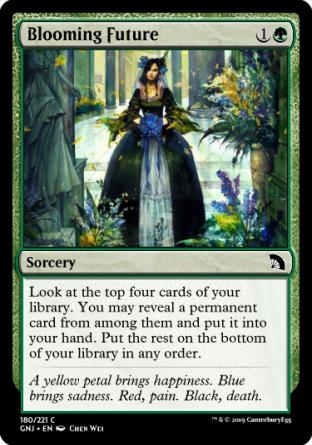 Blooming Future 1
Sorcery
Look at the top four cards of your
library. You may reveal a permanent
card from among them and put it into
your hand. Put the rest on the bottom
of your library in any order.
A yellow petal brings happiness. Blue
brings sadness. Red, pain. Black, death.
180/221 C
GNJ • EN Chen Wei
™ & © 2019 CanterburyEgg